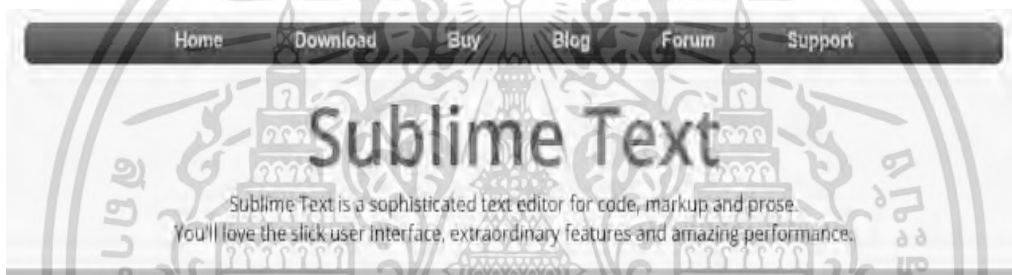 Home Download Buy Blog Forum Support
Sublime Text
Sublime Text is a sophisticated text editor for code, markup and prose.
You'll love the slick user interface, extraordinary features and amazing performance.